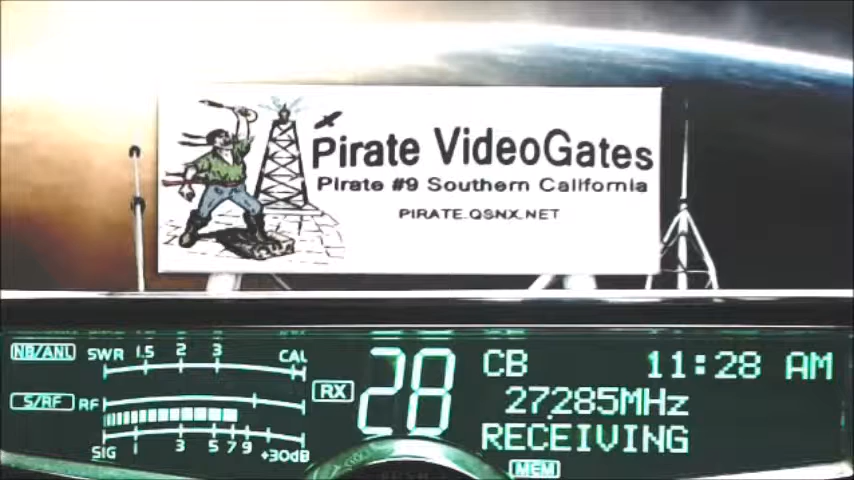 Pirate VideoGates
Pirate #9 Southern California
PIRATE.QSNX.NET
NB/ANL SWR 1.5 2 3 CAL
S/RF RF
SIG 1 3 5 7 9 +30dB
RX 28 CB 11:28 AM
27.285MHz
RECEIVING
MEM